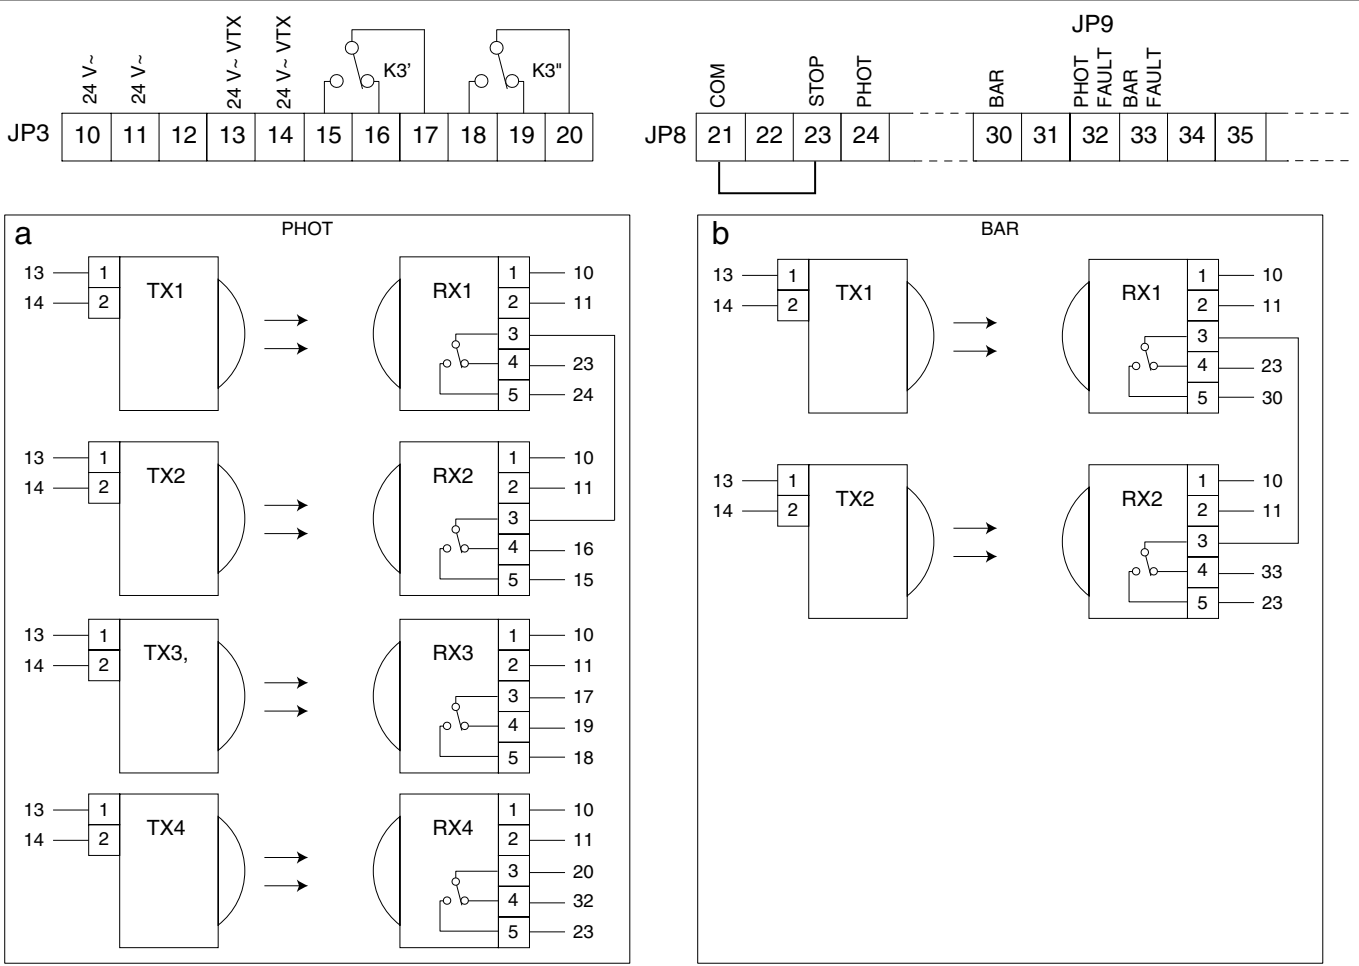 JP9
24 V~
24 V~
24 V~ VTX
24 V~ VTX
K3'
K3"
COM
STOP
PHOT
BAR
PHOT
FAULT
BAR
FAULT
JP3 10 11 12 13 14 15 16 17 18 19 20
JP8 21 22 23 24 30 31 32 33 34 35
a PHOT
13 1 TX1 RX1 1 10
14 2 2 11
3
4 23
5 24
13 1 TX2 RX2 1 10
14 2 2 11
3
4 16
5 15
13 1 TX3, RX3 1 10
14 2 2 11
3 17
4 19
5 18
13 1 TX4 RX4 1 10
14 2 2 11
3 20
4 32
5 23
b BAR
13 1 TX1 RX1 1 10
14 2 2 11
3
4 23
5 30
13 1 TX2 RX2 1 10
14 2 2 11
3
4 33
5 23